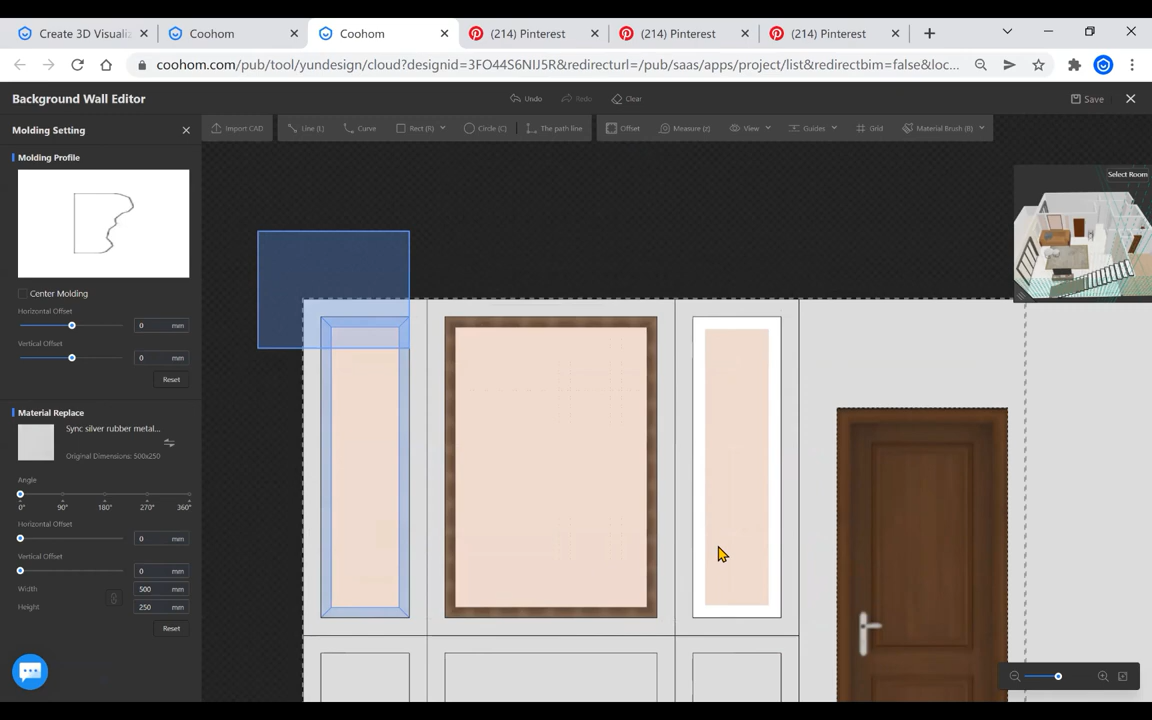 Create 3D Visualiz
Coohom
Coohom
(214) Pinterest
(214) Pinterest
(214) Pinterest
coohom.com/pub/tool/yundesign/cloud?designid=3FO44S6NIJ5R&redirecturl=/pub/saas/apps/project/list&redirectbim=false&loc...
Background Wall Editor
Undo
Redo
Clear
Save
Molding Setting
Import CAD
Line (L)
Curve
Rect (R)
Circle (C)
The path line
Offset
Measure (z)
View
Guides
Grid
Material Brush (B)
Molding Profile
Select Room
Center Molding
Horizontal Offset
0 mm
Vertical Offset
0 mm
Reset
Material Replace
Sync silver rubber metal...
Original Dimensions: 500x250
Angle
0° 90° 180° 270° 360°
Horizontal Offset
0 mm
Vertical Offset
0 mm
Width 500 mm
Height 250 mm
Reset